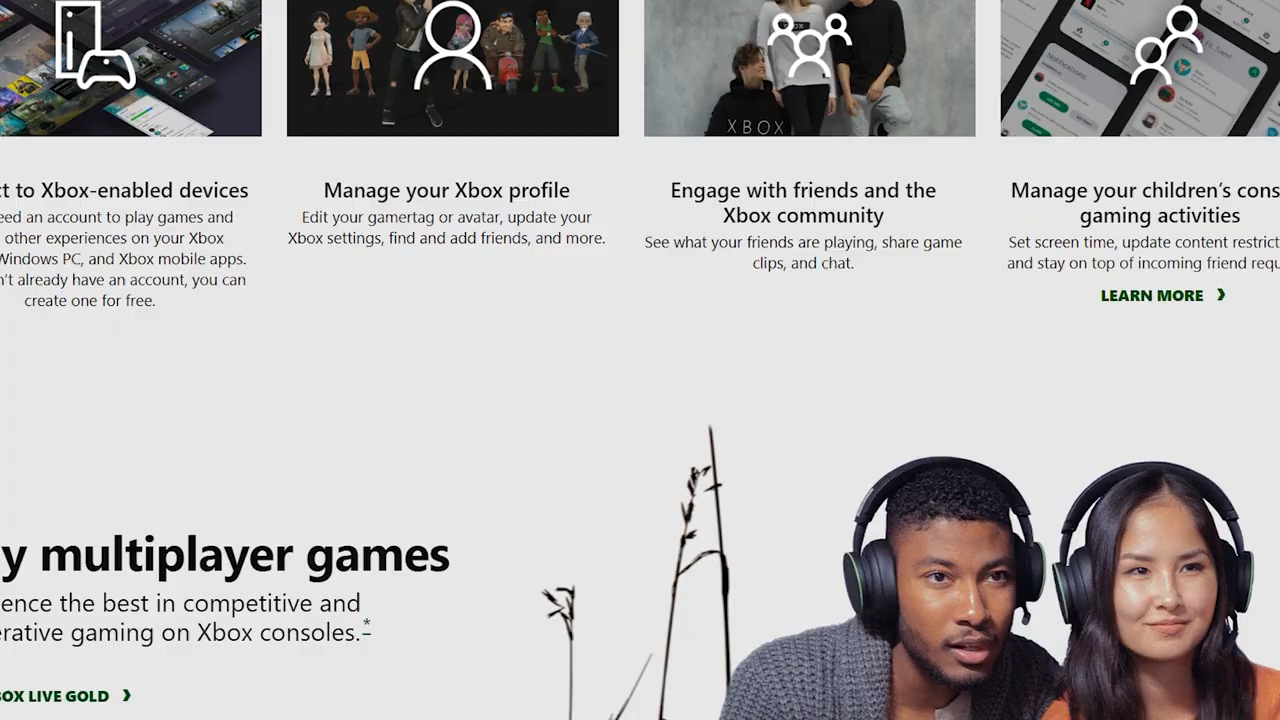 XBOX
Notifications
ct to Xbox-enabled devices
eed an account to play games and
other experiences on your Xbox
Windows PC, and Xbox mobile apps.
n't already have an account, you can
create one for free.
Manage your Xbox profile
Edit your gamertag or avatar, update your
Xbox settings, find and add friends, and more.
Engage with friends and the
Xbox community
See what your friends are playing, share game
clips, and chat.
Manage your children's cons
gaming activities
Set screen time, update content restrict
and stay on top of incoming friend requ
LEARN MORE
y multiplayer games
ence the best in competitive and
erative gaming on Xbox consoles.*
BOX LIVE GOLD